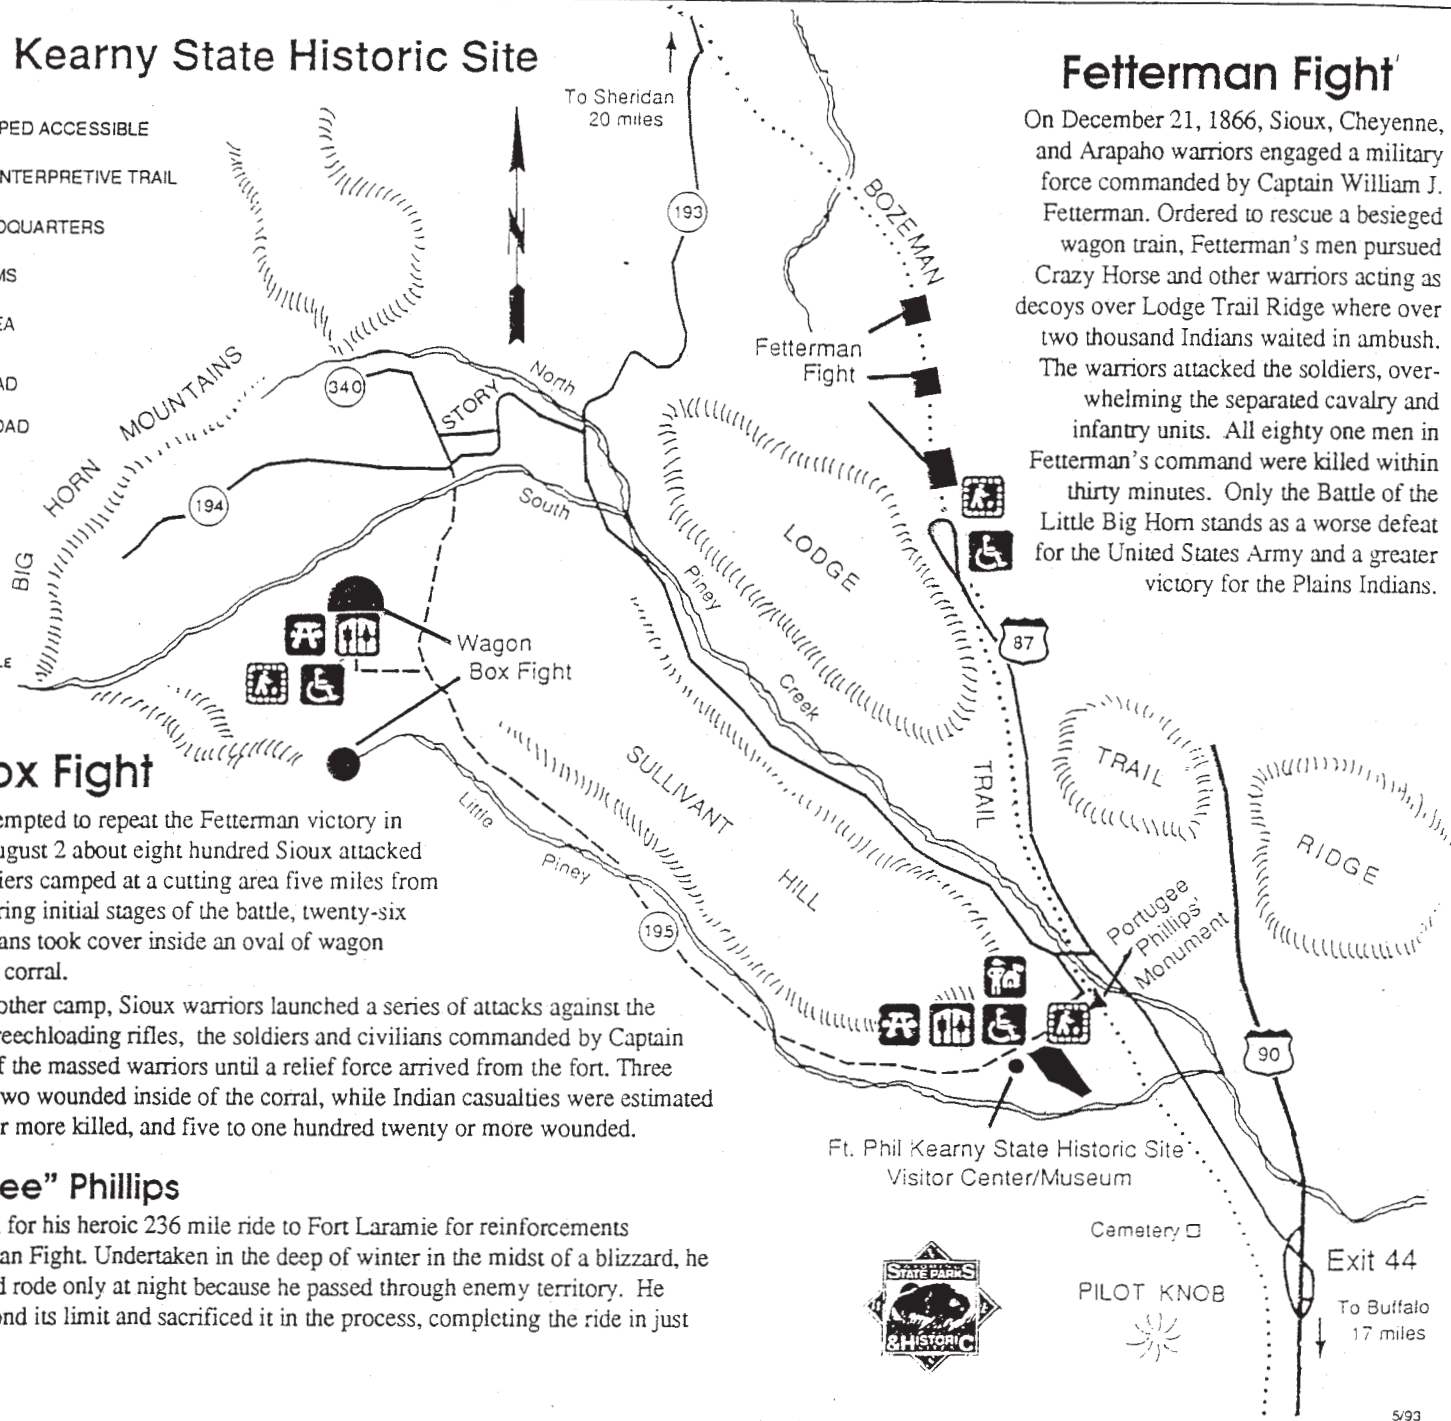 Kearny State Historic Site
PED ACCESSIBLE
NTERPRETIVE TRAIL
DQUARTERS
MS
EA
AD
OAD
LE
To Sheridan
20 miles
193
340
194
195
87
90
BIG HORN MOUNTAINS
STORY
North
South
Piney
Creek
BOZEMAN
TRAIL
Fetterman
Fight
LODGE
TRAIL
RIDGE
SULLIVANT
HILL
Wagon
Box Fight
Little
Piney
Portugee
Phillips'
Monument
Ft. Phil Kearny State Historic Site
Visitor Center/Museum
Cemetery
PILOT KNOB
Exit 44
To Buffalo
17 miles
STATE PARKS
& HISTORIC
Fetterman Fight
On December 21, 1866, Sioux, Cheyenne,
and Arapaho warriors engaged a military
force commanded by Captain William J.
Fetterman. Ordered to rescue a besieged
wagon train, Fetterman's men pursued
Crazy Horse and other warriors acting as
decoys over Lodge Trail Ridge where over
two thousand Indians waited in ambush.
The warriors attacked the soldiers, over-
whelming the separated cavalry and
infantry units. All eighty one men in
Fetterman's command were killed within
thirty minutes. Only the Battle of the
Little Big Horn stands as a worse defeat
for the United States Army and a greater
victory for the Plains Indians.
ox Fight
empted to repeat the Fetterman victory in
ugust 2 about eight hundred Sioux attacked
iers camped at a cutting area five miles from
ring initial stages of the battle, twenty-six
ans took cover inside an oval of wagon
corral.
other camp, Sioux warriors launched a series of attacks against the
reechloading rifles, the soldiers and civilians commanded by Captain
f the massed warriors until a relief force arrived from the fort. Three
wo wounded inside of the corral, while Indian casualties were estimated
r more killed, and five to one hundred twenty or more wounded.
ee" Phillips
for his heroic 236 mile ride to Fort Laramie for reinforcements
an Fight. Undertaken in the deep of winter in the midst of a blizzard, he
d rode only at night because he passed through enemy territory. He
ond its limit and sacrificed it in the process, completing the ride in just
5/93